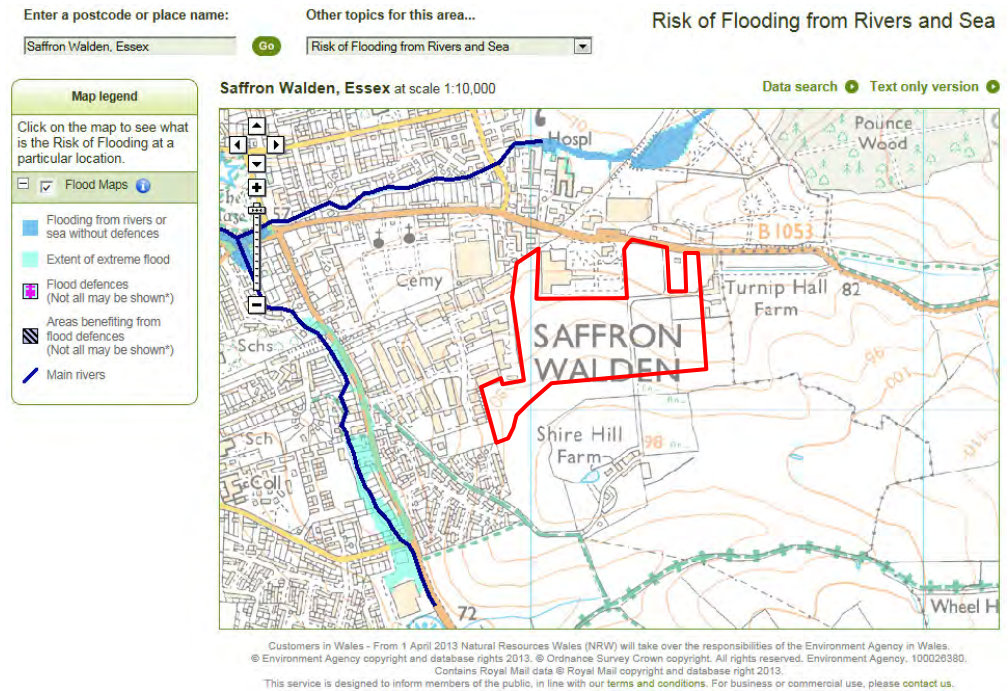 Enter a postcode or place name:
Other topics for this area...
Risk of Flooding from Rivers and Sea
Saffron Walden, Essex
Go
Risk of Flooding from Rivers and Sea
Map legend
Click on the map to see what
is the Risk of Flooding at a
particular location.
Flood Maps
Flooding from rivers or
sea without defences
Extent of extreme flood
Flood defences
(Not all may be shown*)
Areas benefiting from
flood defences
(Not all may be shown*)
Main rivers
Saffron Walden, Essex at scale 1:10,000
Data search
Text only version
Hospl
70
Pounce
Wood
B 1053
Cemy
Turnip Hall
Farm
82
Schs
SAFFRON
WALDEN
96
100
110
Sch
Coll
Shire Hill
Farm
98
72
Wheel H
Customers in Wales - From 1 April 2013 Natural Resources Wales (NRW) will take over the responsibilities of the Environment Agency in Wales.
© Environment Agency copyright and database rights 2013. © Ordnance Survey Crown copyright. All rights reserved. Environment Agency, 100026380.
Contains Royal Mail data © Royal Mail copyright and database right 2013.
This service is designed to inform members of the public, in line with our terms and conditions. For business or commercial use, please contact us.